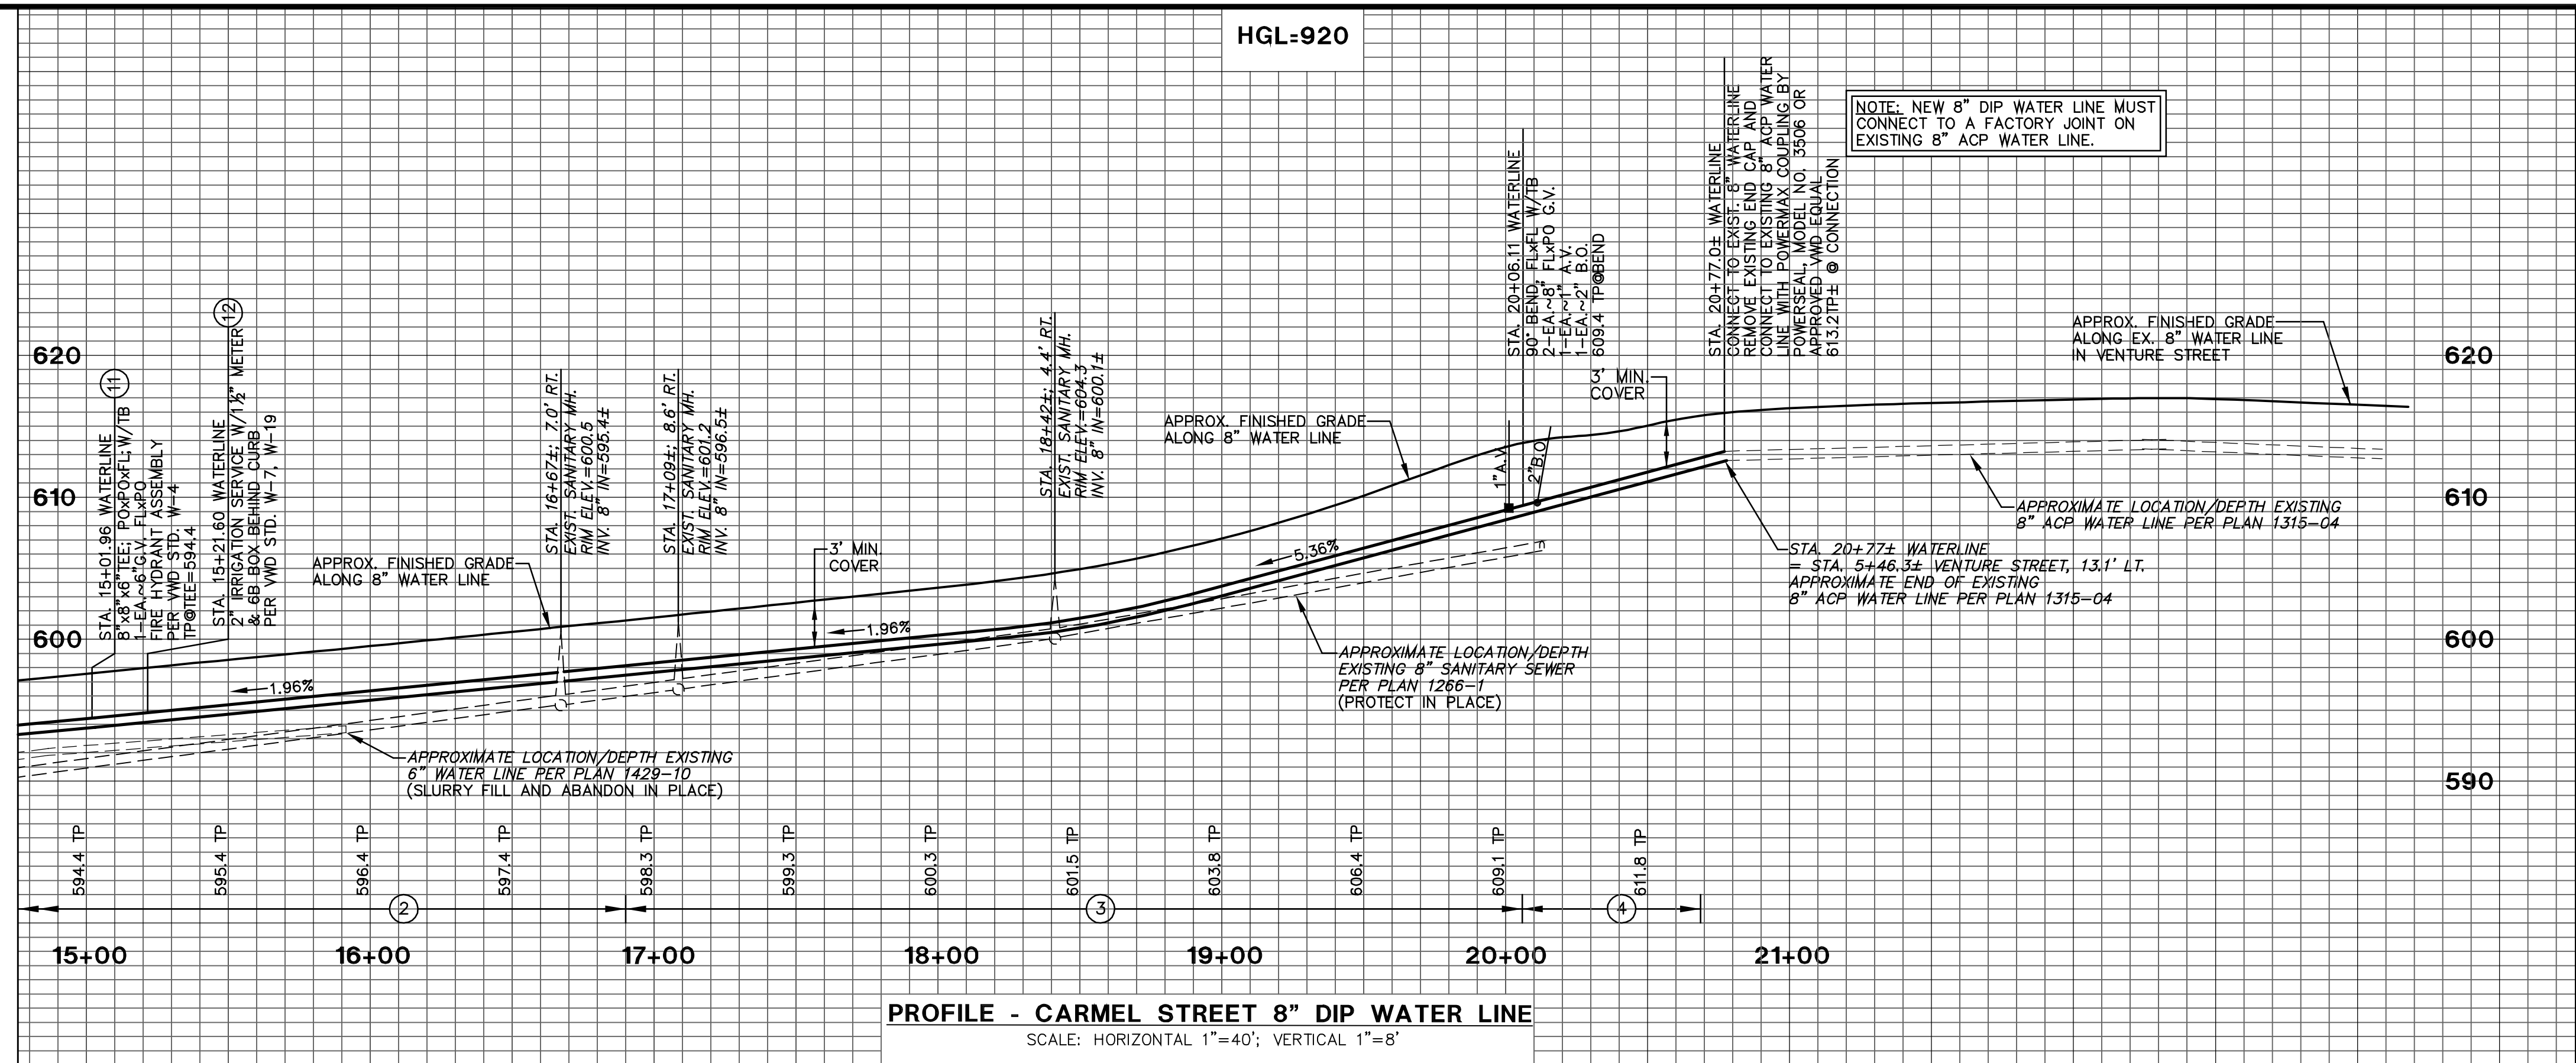 HGL=920
NOTE: NEW 8" DIP WATER LINE MUST
CONNECT TO A FACTORY JOINT ON
EXISTING 8" ACP WATER LINE.
620
610
600
11
STA. 15+01.96 WATERLINE
8"x8"x6"TEE; POxPOxFL; W/TB
1-EA.~6"G.V. FLxPO
FIRE HYDRANT ASSEMBLY
PER VWD STD. W-4
TP@TEE=594.4
12
STA. 15+21.60 WATERLINE
2" IRRIGATION SERVICE W/1½" METER
& 6B BOX BEHIND CURB
PER VWD STD. W-7, W-19
APPROX. FINISHED GRADE
ALONG 8" WATER LINE
STA. 16+67±; 7.0' RT.
EXIST. SANITARY MH.
RIM ELEV.=600.5
INV. 8" IN=595.4±
STA. 17+09±; 8.6' RT.
EXIST. SANITARY MH.
RIM ELEV.=601.2
INV. 8" IN=596.5±
3' MIN.
COVER
STA. 18+42±; 4.4' RT.
EXIST. SANITARY MH.
RIM ELEV.=604.3
INV. 8" IN=600.1±
APPROX. FINISHED GRADE
ALONG 8" WATER LINE
STA. 20+06.11 WATERLINE
90° BEND, FLxFL W/TB
2-EA.~8" FLxPO G.V.
1-EA.~1" A.V.
1-EA.~2" B.O.
609.4 TP@BEND
1"A.V.
2"B.O.
3' MIN.
COVER
STA. 20+77.0± WATERLINE
CONNECT TO EXIST. 8" WATERLINE
REMOVE EXISTING END CAP AND
CONNECT TO EXISTING 8" ACP WATER
LINE WITH POWERMAX COUPLING BY
POWERSEAL, MODEL NO. 3506 OR
APPROVED VWD EQUAL
613.2TP± @ CONNECTION
APPROX. FINISHED GRADE
ALONG EX. 8" WATER LINE
IN VENTURE STREET
620
610
600
590
1.96%
1.96%
5.36%
APPROXIMATE LOCATION/DEPTH EXISTING
8" ACP WATER LINE PER PLAN 1315-04
STA. 20+77± WATERLINE
= STA. 5+46.3± VENTURE STREET, 13.1' LT.
APPROXIMATE END OF EXISTING
8" ACP WATER LINE PER PLAN 1315-04
APPROXIMATE LOCATION/DEPTH
EXISTING 8" SANITARY SEWER
PER PLAN 1266-1
(PROTECT IN PLACE)
APPROXIMATE LOCATION/DEPTH EXISTING
6" WATER LINE PER PLAN 1429-10
(SLURRY FILL AND ABANDON IN PLACE)
594.4 TP
595.4 TP
596.4 TP
597.4 TP
598.3 TP
599.3 TP
600.3 TP
601.5 TP
603.8 TP
606.4 TP
609.1 TP
611.8 TP
2
3
4
15+00
16+00
17+00
18+00
19+00
20+00
21+00
PROFILE - CARMEL STREET 8" DIP WATER LINE
SCALE: HORIZONTAL 1"=40'; VERTICAL 1"=8'